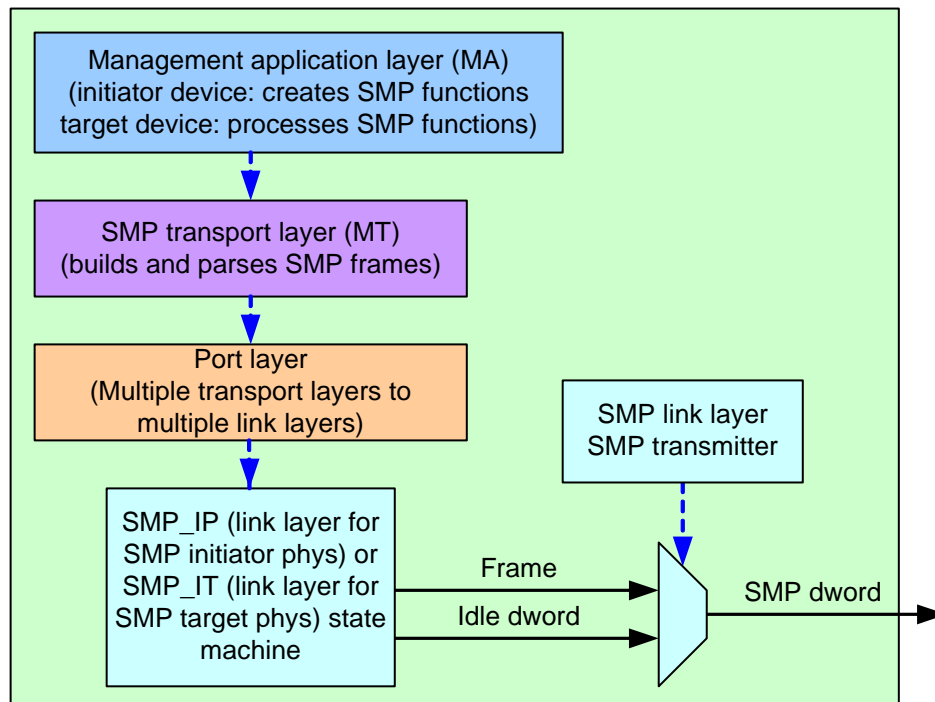 Management application layer (MA)
(initiator device: creates SMP functions
target device: processes SMP functions)
SMP transport layer (MT)
(builds and parses SMP frames)
Port layer
(Multiple transport layers to
multiple link layers)
SMP link layer
SMP transmitter
SMP_IP (link layer for
SMP initiator phys) or
SMP_IT (link layer for
SMP target phys) state
machine
Frame
Idle dword
SMP dword